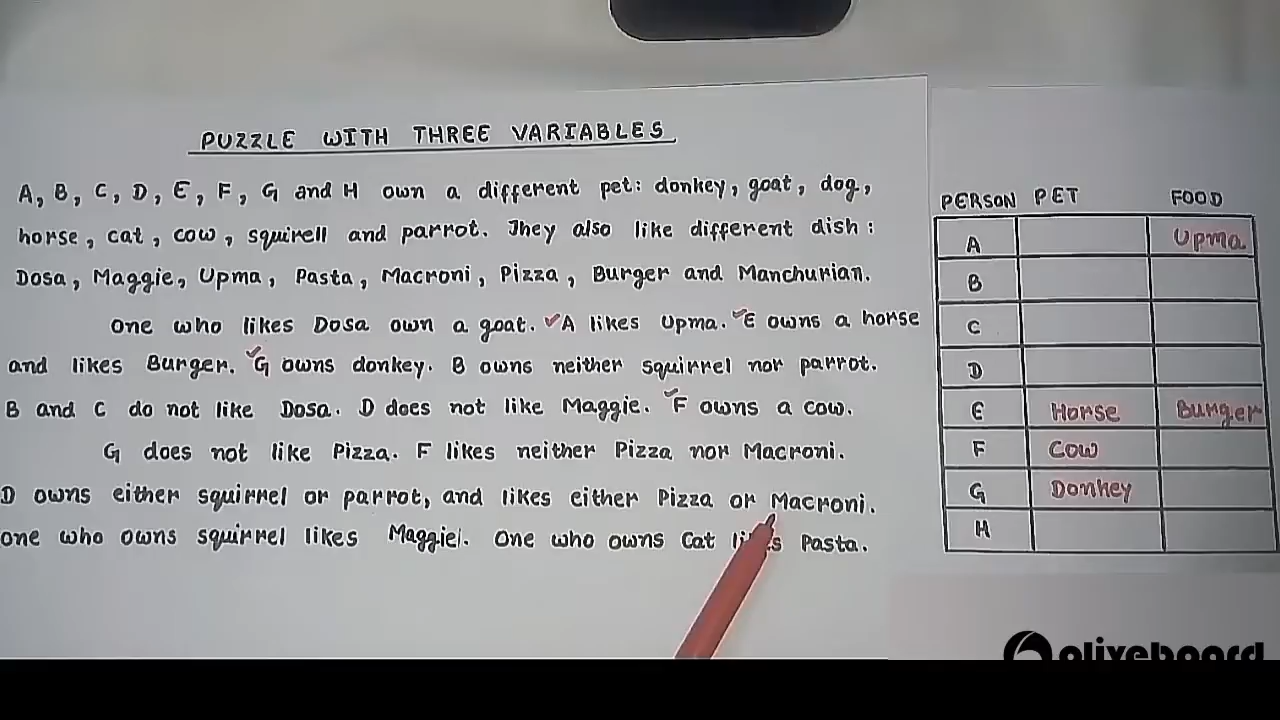 PUZZLE WITH THREE VARIABLES
A, B, C, D, E, F, G and H own a different pet: donkey, goat, dog,
horse, cat, cow, squirell and parrot. They also like different dish:
Dosa, Maggie, Upma, Pasta, Macroni, Pizza, Burger and Manchurian.
One who likes Dosa own a goat. A likes Upma. E owns a horse
and likes Burger. G owns donkey. B owns neither squirrel nor parrot.
B and C do not like Dosa. D does not like Maggie. F owns a cow.
G does not like Pizza. F likes neither Pizza nor Macroni.
D owns either squirrel or parrot, and likes either Pizza or Macroni.
one who owns squirrel likes Maggie. One who owns Cat likes Pasta.
PERSON PET FOOD
A Upma
B
C
D
E Horse Burger
F Cow
G Donkey
H
oliveboard